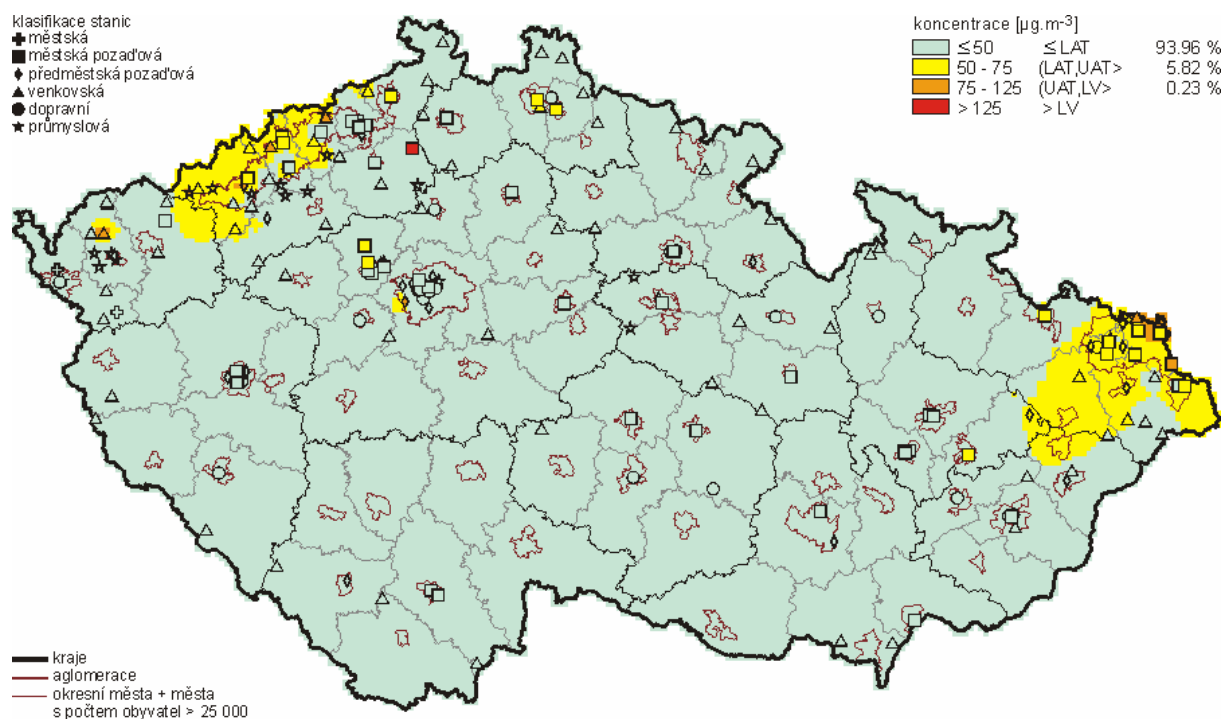 klasifikace stanic
městská
městská pozaďová
předměstská pozaďová
venkovská
dopravní
průmyslová
koncentrace [µg.m-³]
≤50 ≤LAT 93.96 %
50 - 75 (LAT,UAT> 5.82 %
75 - 125 (UAT,LV> 0.23 %
>125 > LV
kraje
aglomerace
okresní města + města
s počtem obyvatel > 25 000